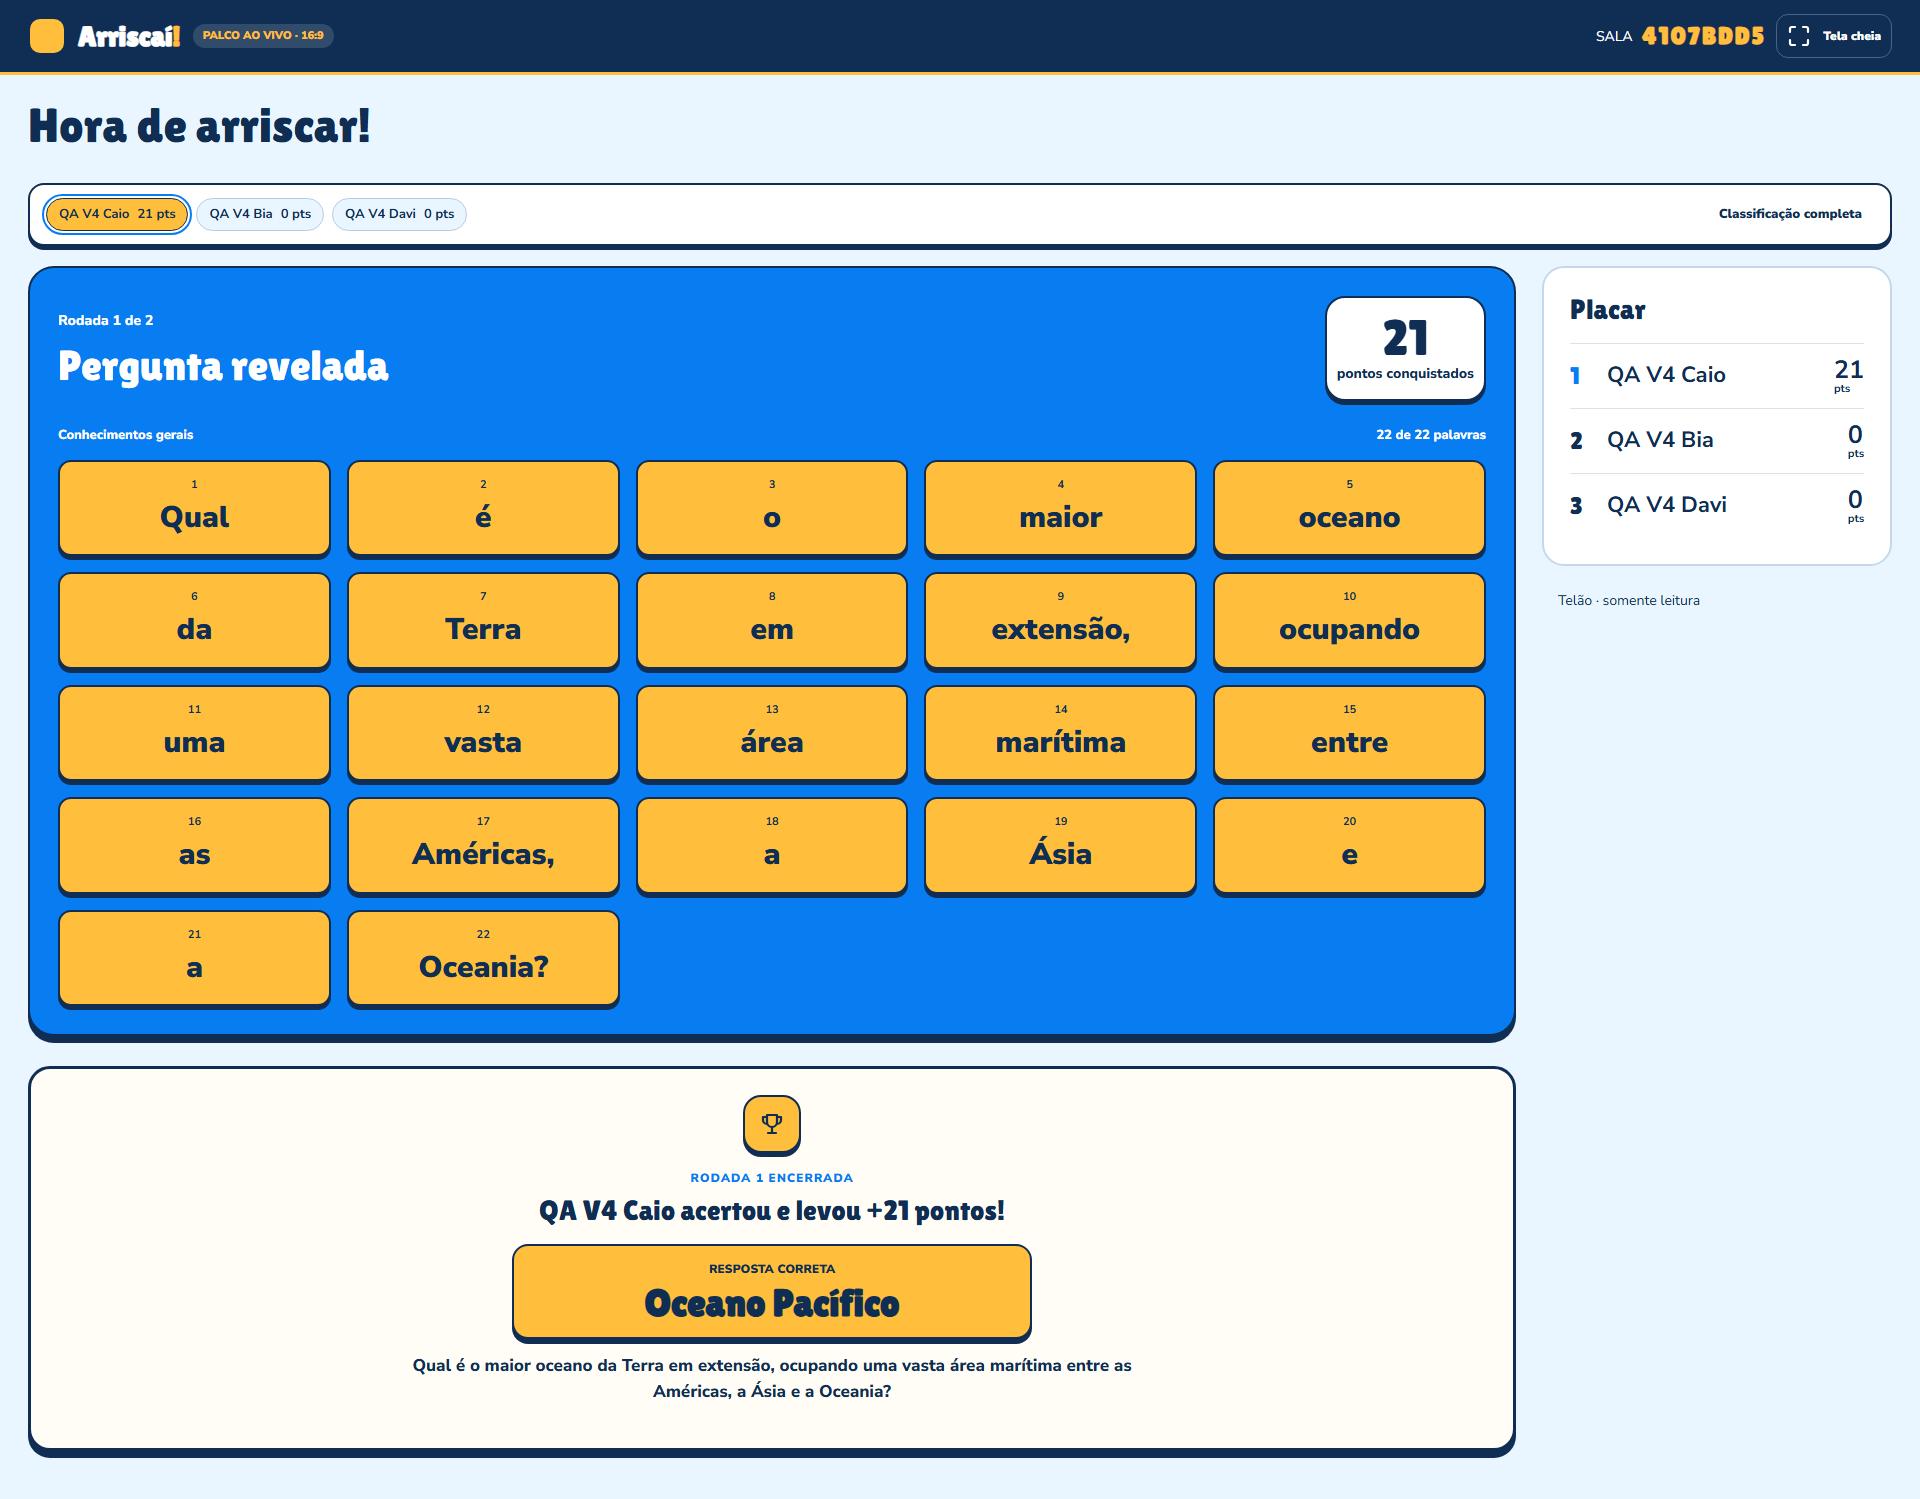 Arriscaí!
PALCO AO VIVO · 16:9
SALA 4107BDD5
Tela cheia
Hora de arriscar!
QA V4 Caio 21 pts
QA V4 Bia 0 pts
QA V4 Davi 0 pts
Classificação completa
Rodada 1 de 2
Pergunta revelada
21
pontos conquistados
Conhecimentos gerais
22 de 22 palavras
1
Qual
2
é
3
o
4
maior
5
oceano
6
da
7
Terra
8
em
9
extensão,
10
ocupando
11
uma
12
vasta
13
área
14
marítima
15
entre
16
as
17
Américas,
18
a
19
Ásia
20
e
21
a
22
Oceania?
Placar
1 QA V4 Caio 21 pts
2 QA V4 Bia 0 pts
3 QA V4 Davi 0 pts
Telão · somente leitura
RODADA 1 ENCERRADA
QA V4 Caio acertou e levou +21 pontos!
RESPOSTA CORRETA
Oceano Pacífico
Qual é o maior oceano da Terra em extensão, ocupando uma vasta área marítima entre as
Américas, a Ásia e a Oceania?